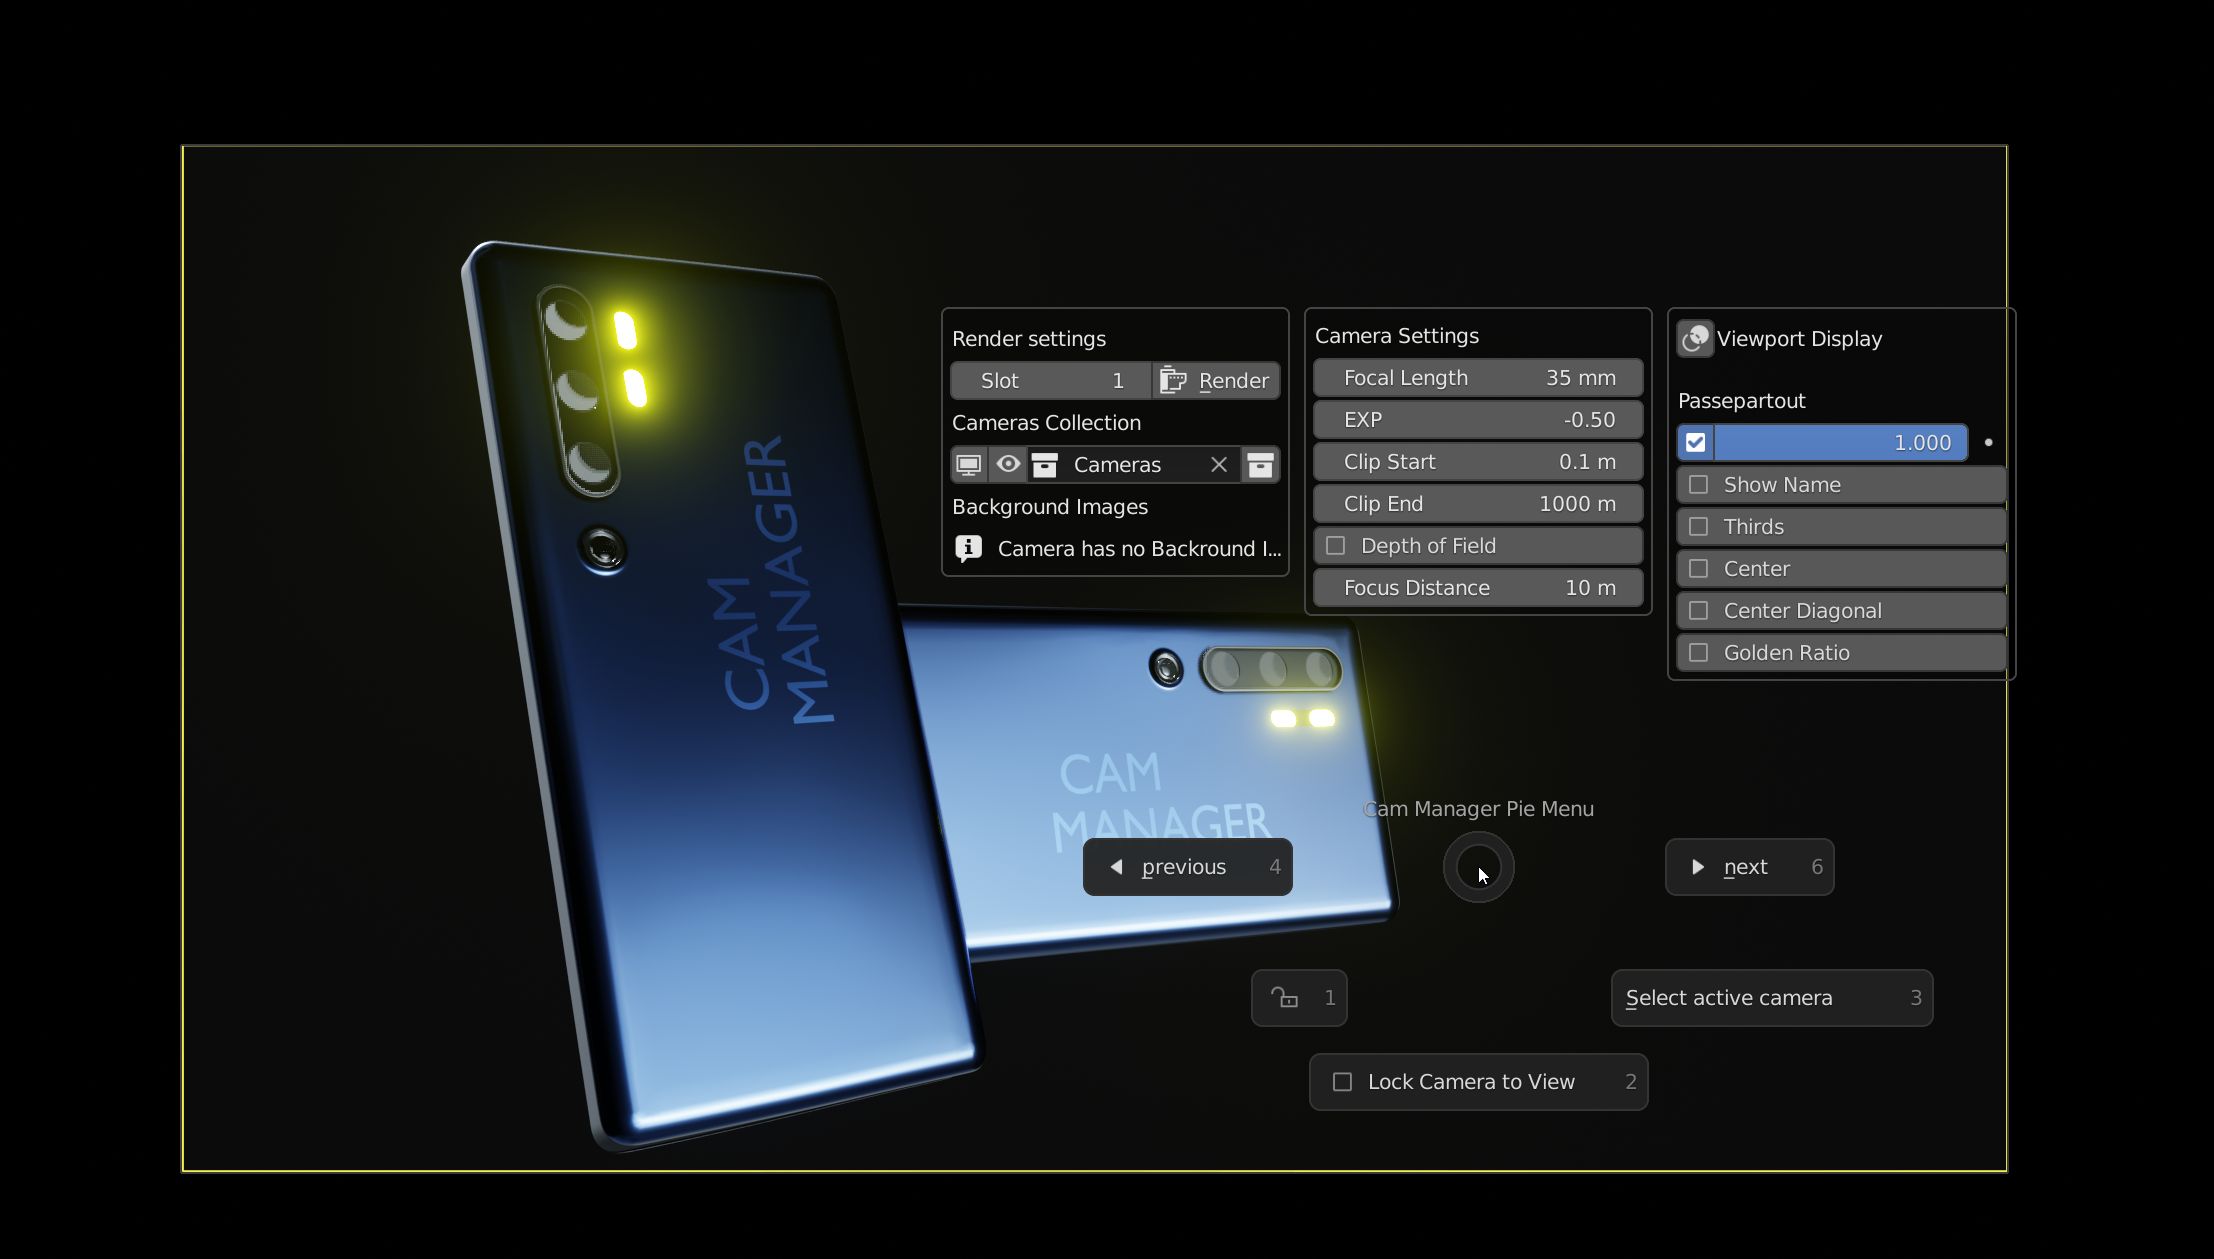 CAM
MANAGER
Render settings
Slot 1 Render
Cameras Collection
Cameras
Background Images
Camera has no Backround I...
Camera Settings
Focal Length 35 mm
EXP -0.50
Clip Start 0.1 m
Clip End 1000 m
Depth of Field
Focus Distance 10 m
Viewport Display
Passepartout
1.000
Show Name
Thirds
Center
Center Diagonal
Golden Ratio
CAM
MANAGER
Cam Manager Pie Menu
previous 4
next 6
1
Select active camera 3
Lock Camera to View 2